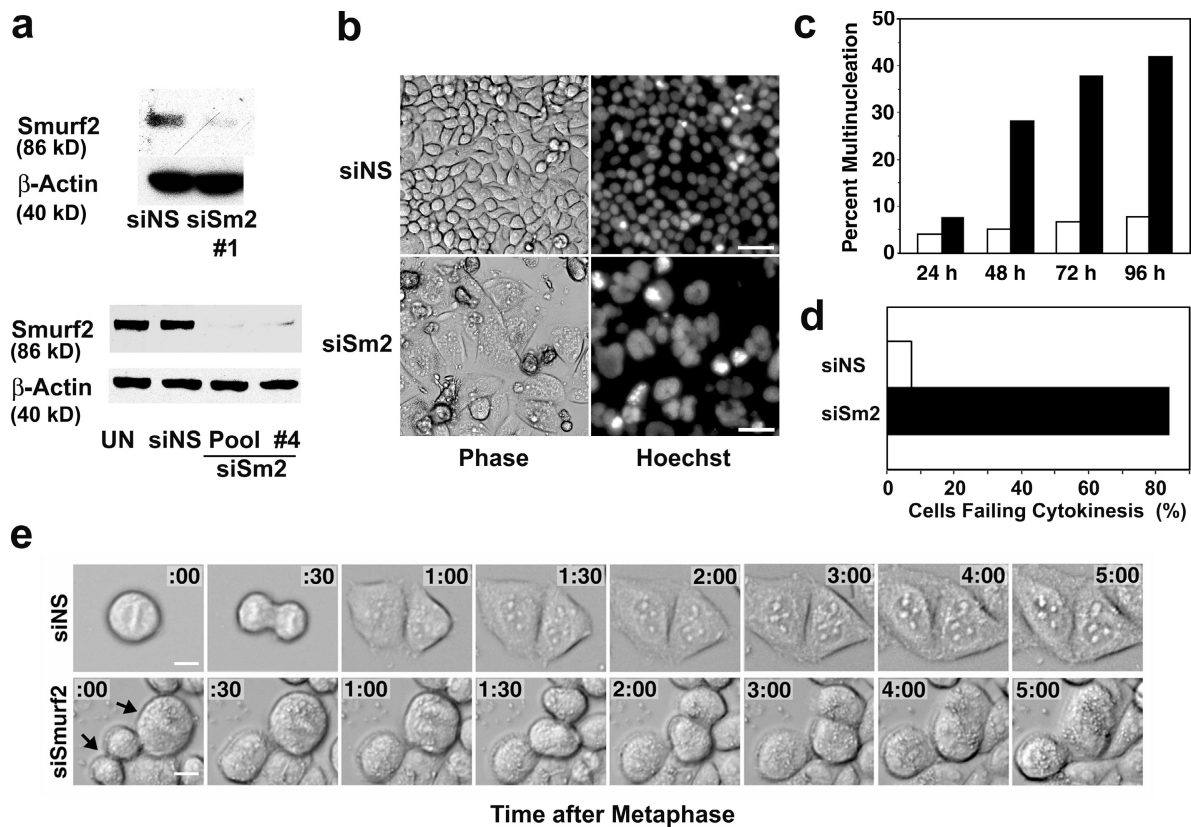 a
Smurf2
(86 kD)
β-Actin
(40 kD)
siNS siSm2
#1
Smurf2
(86 kD)
β-Actin
(40 kD)
UN siNS Pool #4
siSm2
b
siNS
siSm2
Phase Hoechst
c
Percent Multinucleation
50
40
30
20
10
0
24 h 48 h 72 h 96 h
d
siNS
siSm2
0 20 40 60 80
Cells Failing Cytokinesis (%)
e
siNS
:00 :30 1:00 1:30 2:00 3:00 4:00 5:00
siSmurf2
:00 :30 1:00 1:30 2:00 3:00 4:00 5:00
Time after Metaphase